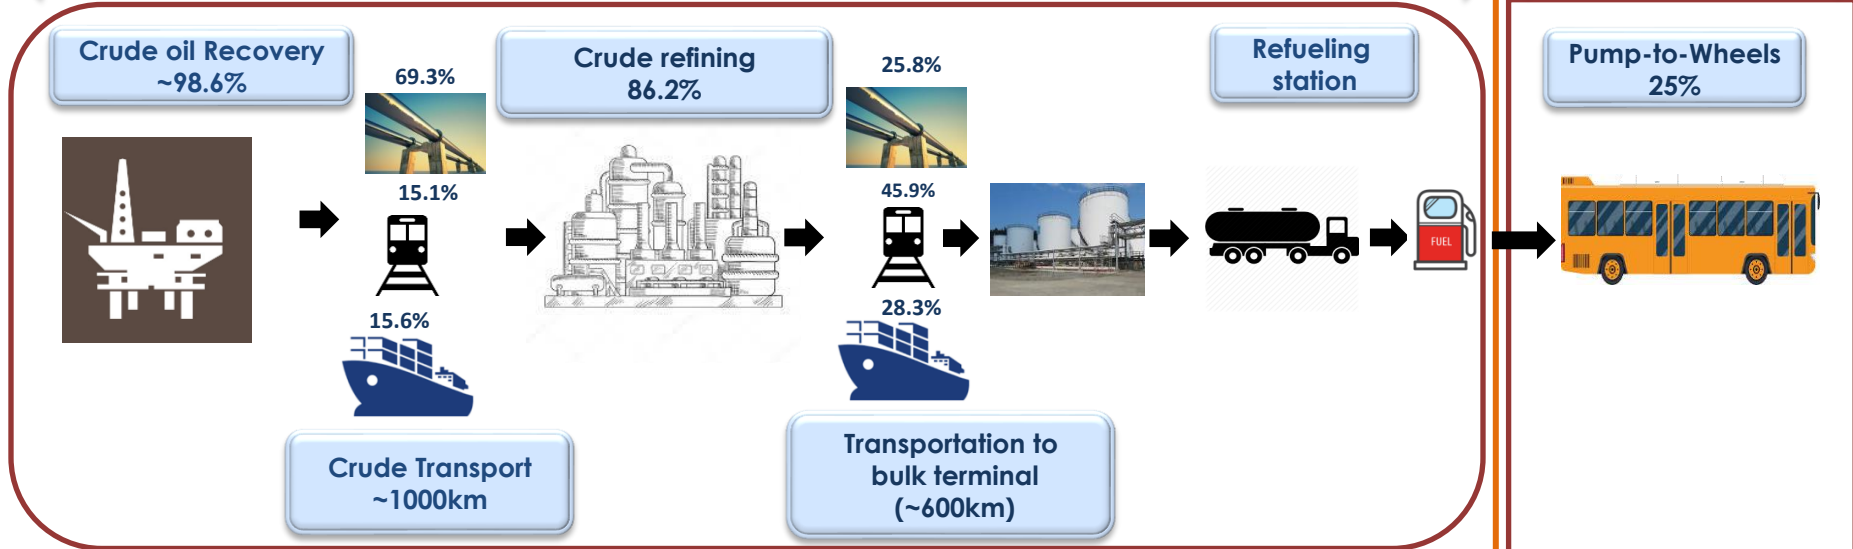 Crude oil Recovery
~98.6%
69.3%
15.1%
15.6%
Crude Transport
~1000km
Crude refining
86.2%
25.8%
45.9%
28.3%
Transportation to
bulk terminal
(~600km)
Refueling
station
FUEL
Pump-to-Wheels
25%